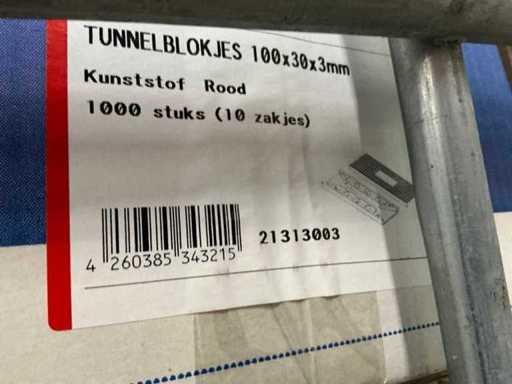 TUNNELBLOKJES 100x30x3mm
Kunststof Rood
1000 stuks (10 zakjes)
21313003
4 260385 343215